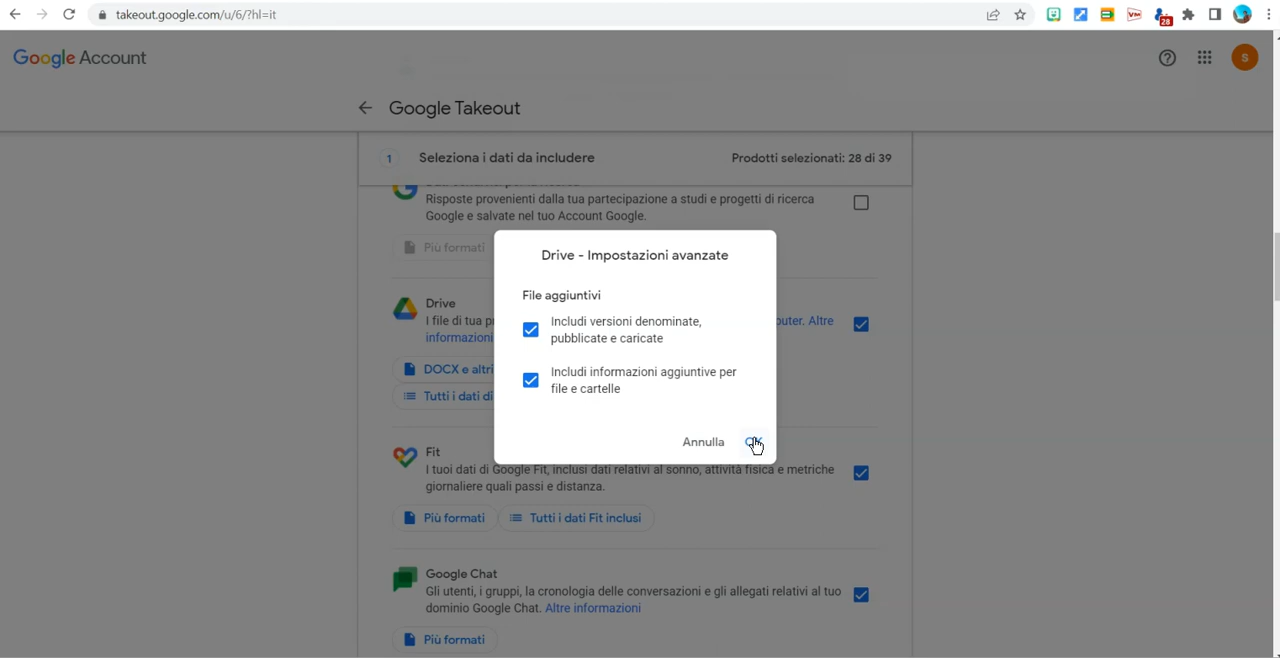 takeout.google.com/u/6/?hl=it
VM
28
Google Account
S
Google Takeout
1 Seleziona i dati da includere Prodotti selezionati: 28 di 39
Risposte provenienti dalla tua partecipazione a studi e progetti di ricerca
Google e salvate nel tuo Account Google.
Più formati
Drive - Impostazioni avanzate
File aggiuntivi
Includi versioni denominate,
pubblicate e caricate
Includi informazioni aggiuntive per
file e cartelle
Annulla OK
Drive
I file di tua outer. Altre
informazioni
DOCX e altri
Tutti i dati di
Fit
I tuoi dati di Google Fit, inclusi dati relativi al sonno, attività fisica e metriche
giornaliere quali passi e distanza.
Più formati Tutti i dati Fit inclusi
Google Chat
Gli utenti, i gruppi, la cronologia delle conversazioni e gli allegati relativi al tuo
dominio Google Chat. Altre informazioni
Più formati